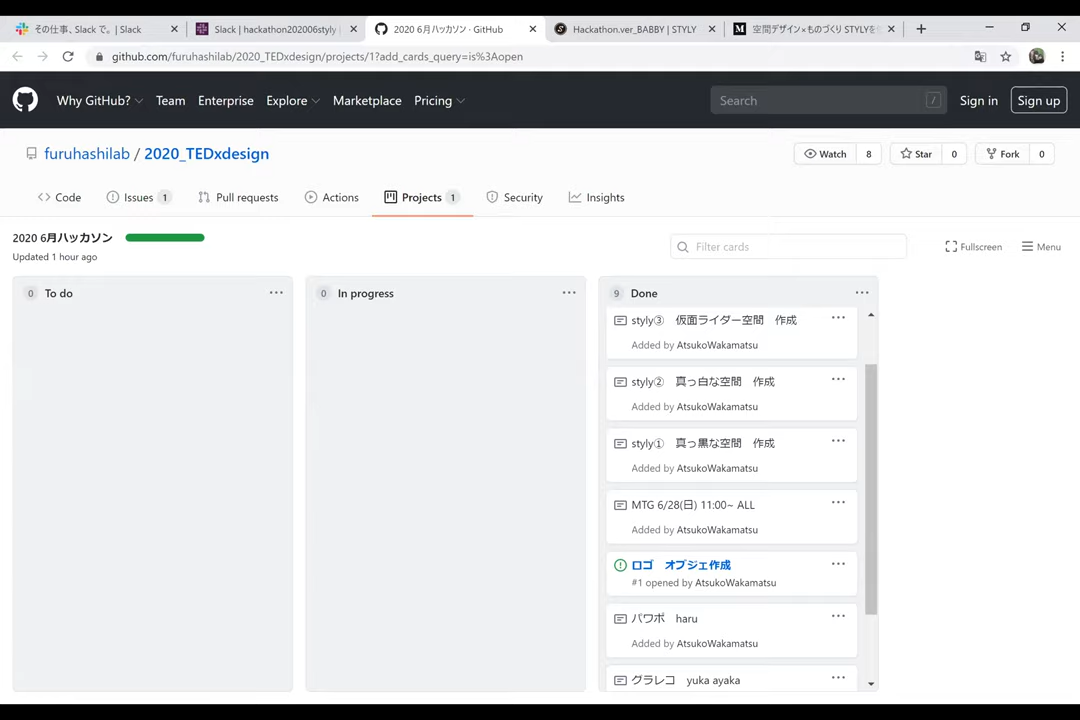 その仕事、Slack で。 | Slack
Slack | hackathon202006styly |
2020 6月ハッカソン · GitHub
Hackathon.ver_BABBY | STYLY
空間デザイン×ものづくり STYLYを
github.com/furuhashilab/2020_TEDxdesign/projects/1?add_cards_query=is%3Aopen
Why GitHub? Team Enterprise Explore Marketplace Pricing Search / Sign in Sign up
furuhashilab / 2020_TEDxdesign
Watch 8 Star 0 Fork 0
Code Issues 1 Pull requests Actions Projects 1 Security Insights
2020 6月ハッカソン
Updated 1 hour ago
Filter cards
Fullscreen Menu
0 To do
0 In progress
9 Done
styly③ 仮面ライダー空間 作成
Added by AtsukoWakamatsu
styly② 真っ白な空間 作成
Added by AtsukoWakamatsu
styly① 真っ黒な空間 作成
Added by AtsukoWakamatsu
MTG 6/28(日) 11:00~ ALL
Added by AtsukoWakamatsu
ロゴ オブジェ作成
#1 opened by AtsukoWakamatsu
パワポ haru
Added by AtsukoWakamatsu
グラレコ yuka ayaka